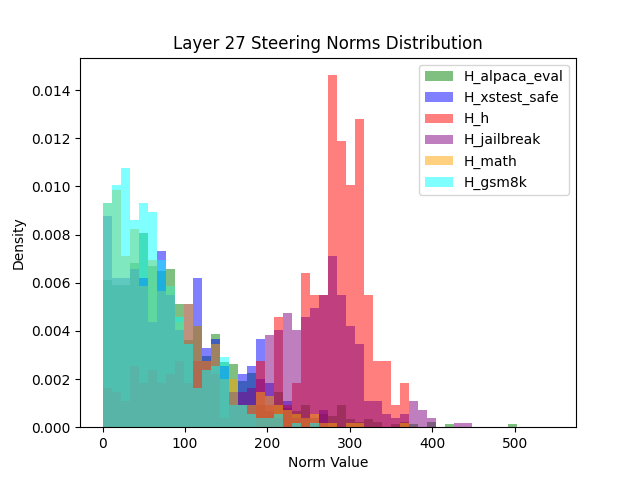 Layer 27 Steering Norms Distribution
H_alpaca_eval
H_xstest_safe
H_h
H_jailbreak
H_math
H_gsm8k
0.014
0.012
0.010
0.008
0.006
0.004
0.002
0.000
Density
0 100 200 300 400 500
Norm Value